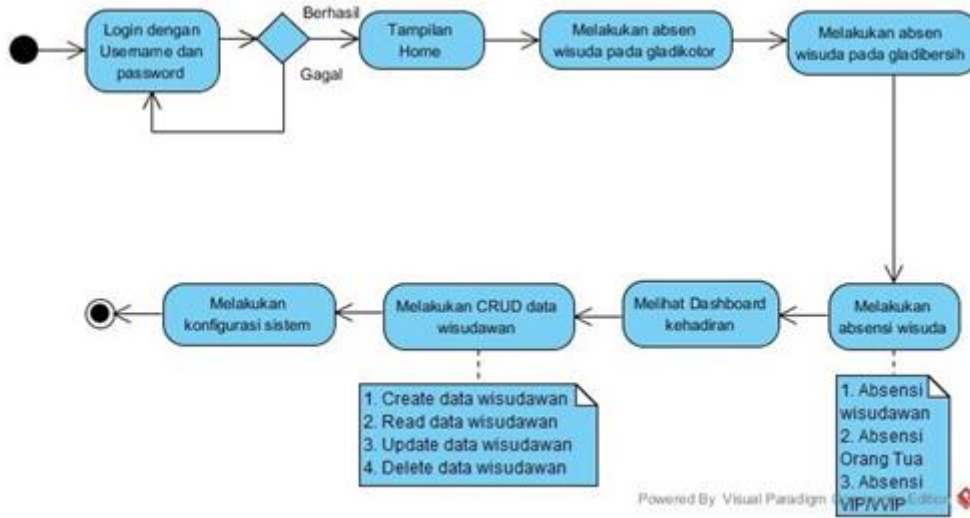 Login dengan
Username dan
password
Berhasil
Gagal
Tampilan
Home
Melakukan absen
wisuda pada gladikotor
Melakukan absen
wisuda pada gladibersih
Melakukan
absensi wisuda
1. Absensi
wisudawan
2. Absensi
Orang Tua
3. Absensi
VIP/VVIP
Melihat Dashboard
kehadiran
Melakukan CRUD data
wisudawan
1. Create data wisudawan
2. Read data wisudawan
3. Update data wisudawan
4. Delete data wisudawan
Melakukan
konfigurasi sistem
Powered By Visual Paradigm Edition